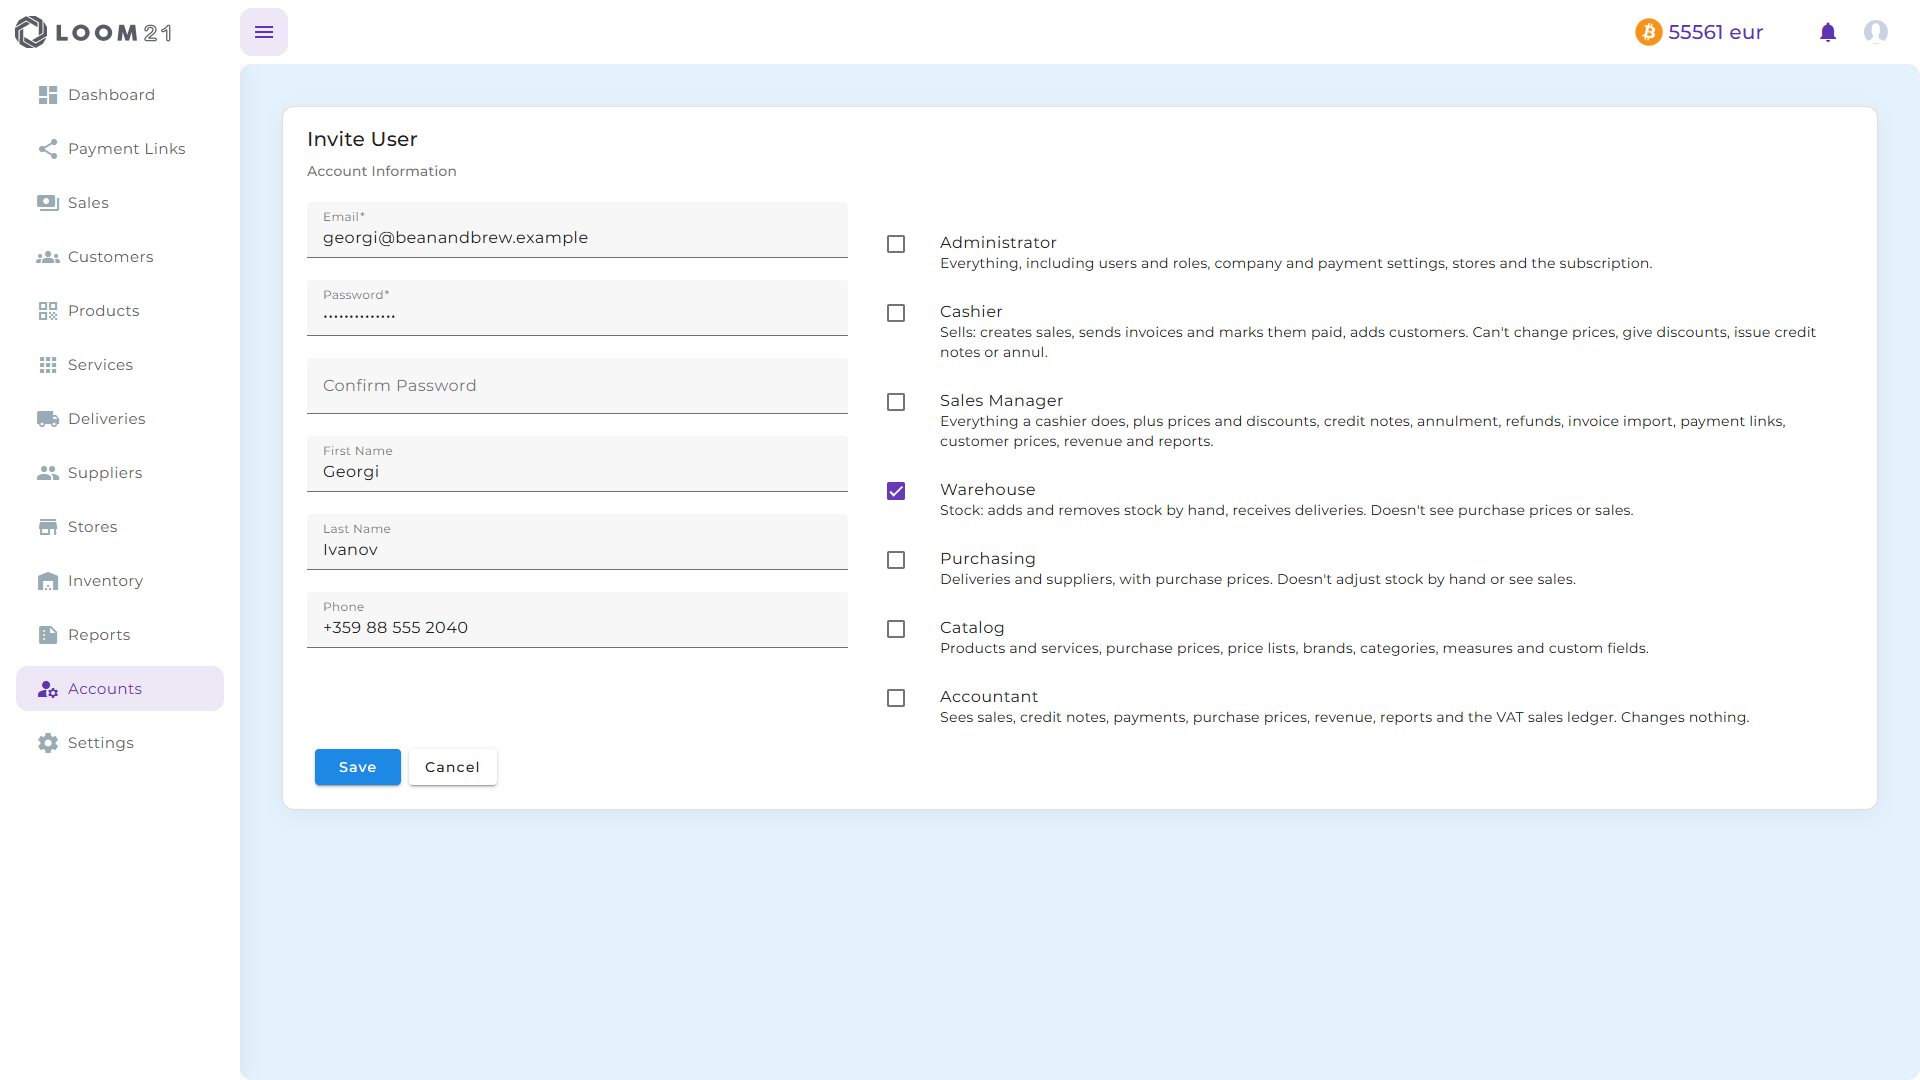 LOOM21
55561 eur
Dashboard
Payment Links
Sales
Customers
Products
Services
Deliveries
Suppliers
Stores
Inventory
Reports
Accounts
Settings
Invite User
Account Information
Email*
georgi@beanandbrew.example
Password*
••••••••••••••
Confirm Password
First Name
Georgi
Last Name
Ivanov
Phone
+359 88 555 2040
Administrator
Everything, including users and roles, company and payment settings, stores and the subscription.
Cashier
Sells: creates sales, sends invoices and marks them paid, adds customers. Can't change prices, give discounts, issue credit
notes or annul.
Sales Manager
Everything a cashier does, plus prices and discounts, credit notes, annulment, refunds, invoice import, payment links,
customer prices, revenue and reports.
Warehouse
Stock: adds and removes stock by hand, receives deliveries. Doesn't see purchase prices or sales.
Purchasing
Deliveries and suppliers, with purchase prices. Doesn't adjust stock by hand or see sales.
Catalog
Products and services, purchase prices, price lists, brands, categories, measures and custom fields.
Accountant
Sees sales, credit notes, payments, purchase prices, revenue, reports and the VAT sales ledger. Changes nothing.
Save
Cancel